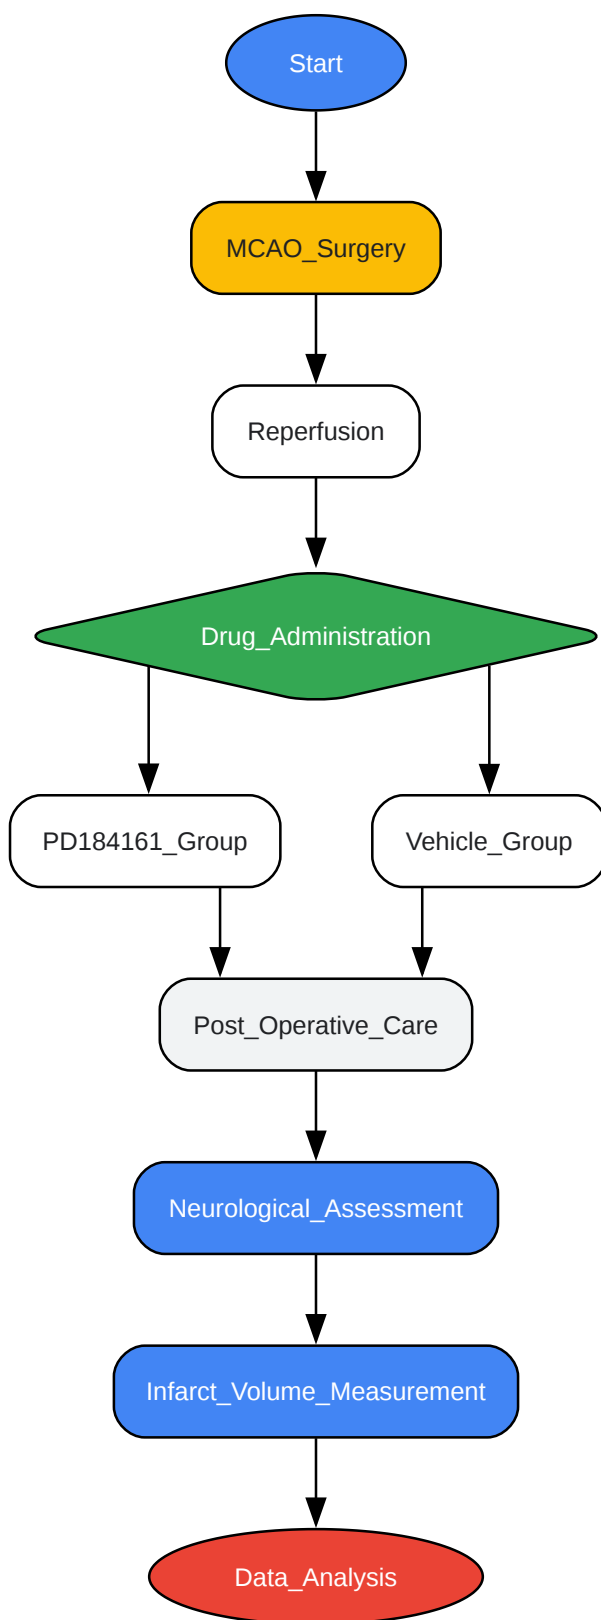 Start
MCAO_Surgery
Reperfusion
Drug_Administration
PD184161_Group
Vehicle_Group
Post_Operative_Care
Neurological_Assessment
Infarct_Volume_Measurement
Data_Analysis